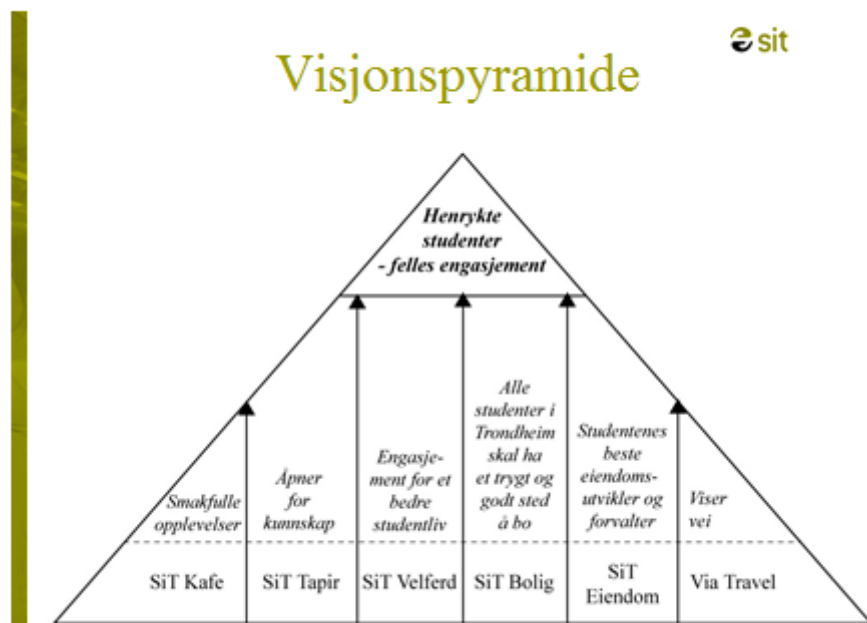 sit
Visjonspyramide
Henrykte
studenter
- felles engasjement
Smakfulle
opplevelser
Åpner
for
kunnskap
Engasje-
ment for et
bedre
studentliv
Alle
studenter i
Trondheim
skal ha
et trygt og
godt sted
å bo
Studentenes
beste
eiendoms-
utvikler og
forvalter
Viser
vei
SiT Kafe
SiT Tapir
SiT Velferd
SiT Bolig
SiT
Eiendom
Via Travel